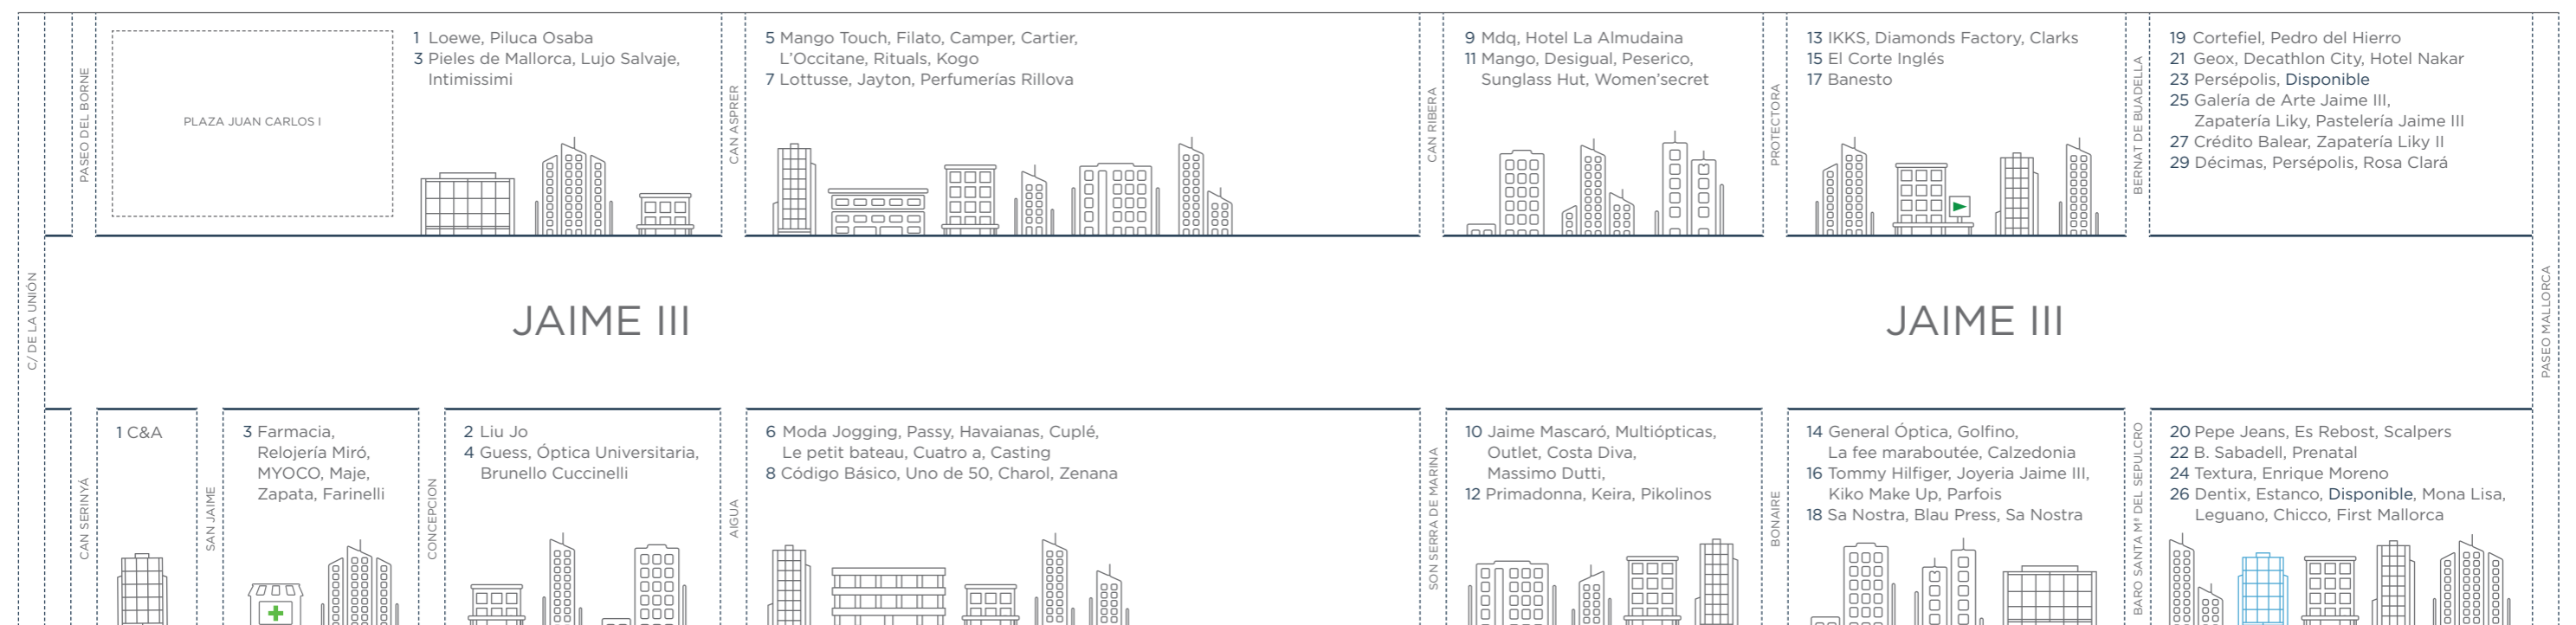 C/ DE LA UNIÓN
PASEO DEL BORNE
PLAZA JUAN CARLOS I
1 Loewe, Piluca Osaba
3 Pieles de Mallorca, Lujo Salvaje,
Intimissimi
CAN ASPRER
5 Mango Touch, Filato, Camper, Cartier,
L’Occitane, Rituals, Kogo
7 Lottusse, Jayton, Perfumerías Rillova
CAN RIBERA
9 Mdq, Hotel La Almudaina
11 Mango, Desigual, Peserico,
Sunglass Hut, Women’secret
PROTECTORA
13 IKKS, Diamonds Factory, Clarks
15 El Corte Inglés
17 Banesto
BERNAT DE BUADELLA
19 Cortefiel, Pedro del Hierro
21 Geox, Decathlon City, Hotel Nakar
23 Persépolis, Disponible
25 Galería de Arte Jaime III,
Zapatería Liky, Pastelería Jaime III
27 Crédito Balear, Zapatería Liky II
29 Décimas, Persépolis, Rosa Clará
PASEO MALLORCA
JAIME III
JAIME III
CAN SERINYÁ
1 C&A
SAN JAIME
3 Farmacia,
Relojería Miró,
MYOCO, Maje,
Zapata, Farinelli
CONCEPCION
2 Liu Jo
4 Guess, Óptica Universitaria,
Brunello Cuccinelli
AIGUA
6 Moda Jogging, Passy, Havaianas, Cuplé,
Le petit bateau, Cuatro a, Casting
8 Código Básico, Uno de 50, Charol, Zenana
SON SERRA DE MARINA
10 Jaime Mascaró, Multiópticas,
Outlet, Costa Diva,
Massimo Dutti,
12 Primadonna, Keira, Pikolinos
BONAIRE
14 General Óptica, Golfino,
La fee maraboutée, Calzedonia
16 Tommy Hilfiger, Joyeria Jaime III,
Kiko Make Up, Parfois
18 Sa Nostra, Blau Press, Sa Nostra
BARO SANTA Mª DEL SEPULCRO
20 Pepe Jeans, Es Rebost, Scalpers
22 B. Sabadell, Prenatal
24 Textura, Enrique Moreno
26 Dentix, Estanco, Disponible, Mona Lisa,
Leguano, Chicco, First Mallorca